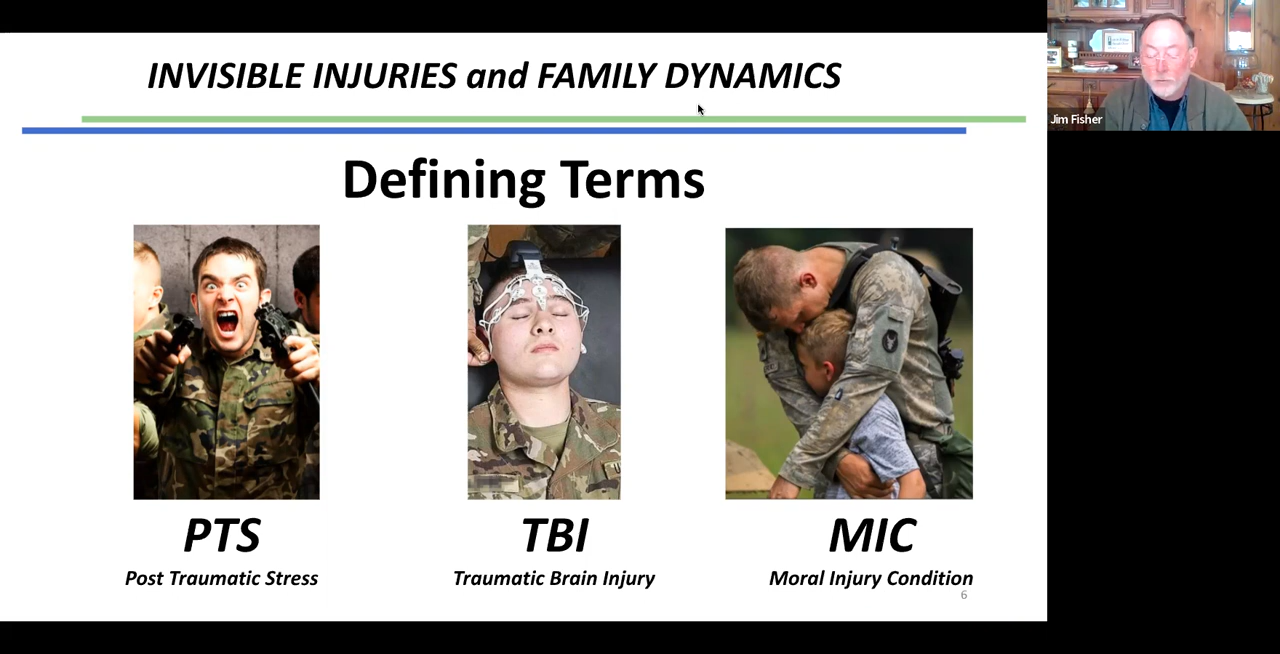 INVISIBLE INJURIES and FAMILY DYNAMICS
Jim Fisher
Defining Terms
PTS
TBI
MIC
Post Traumatic Stress
Traumatic Brain Injury
Moral Injury Condition
6